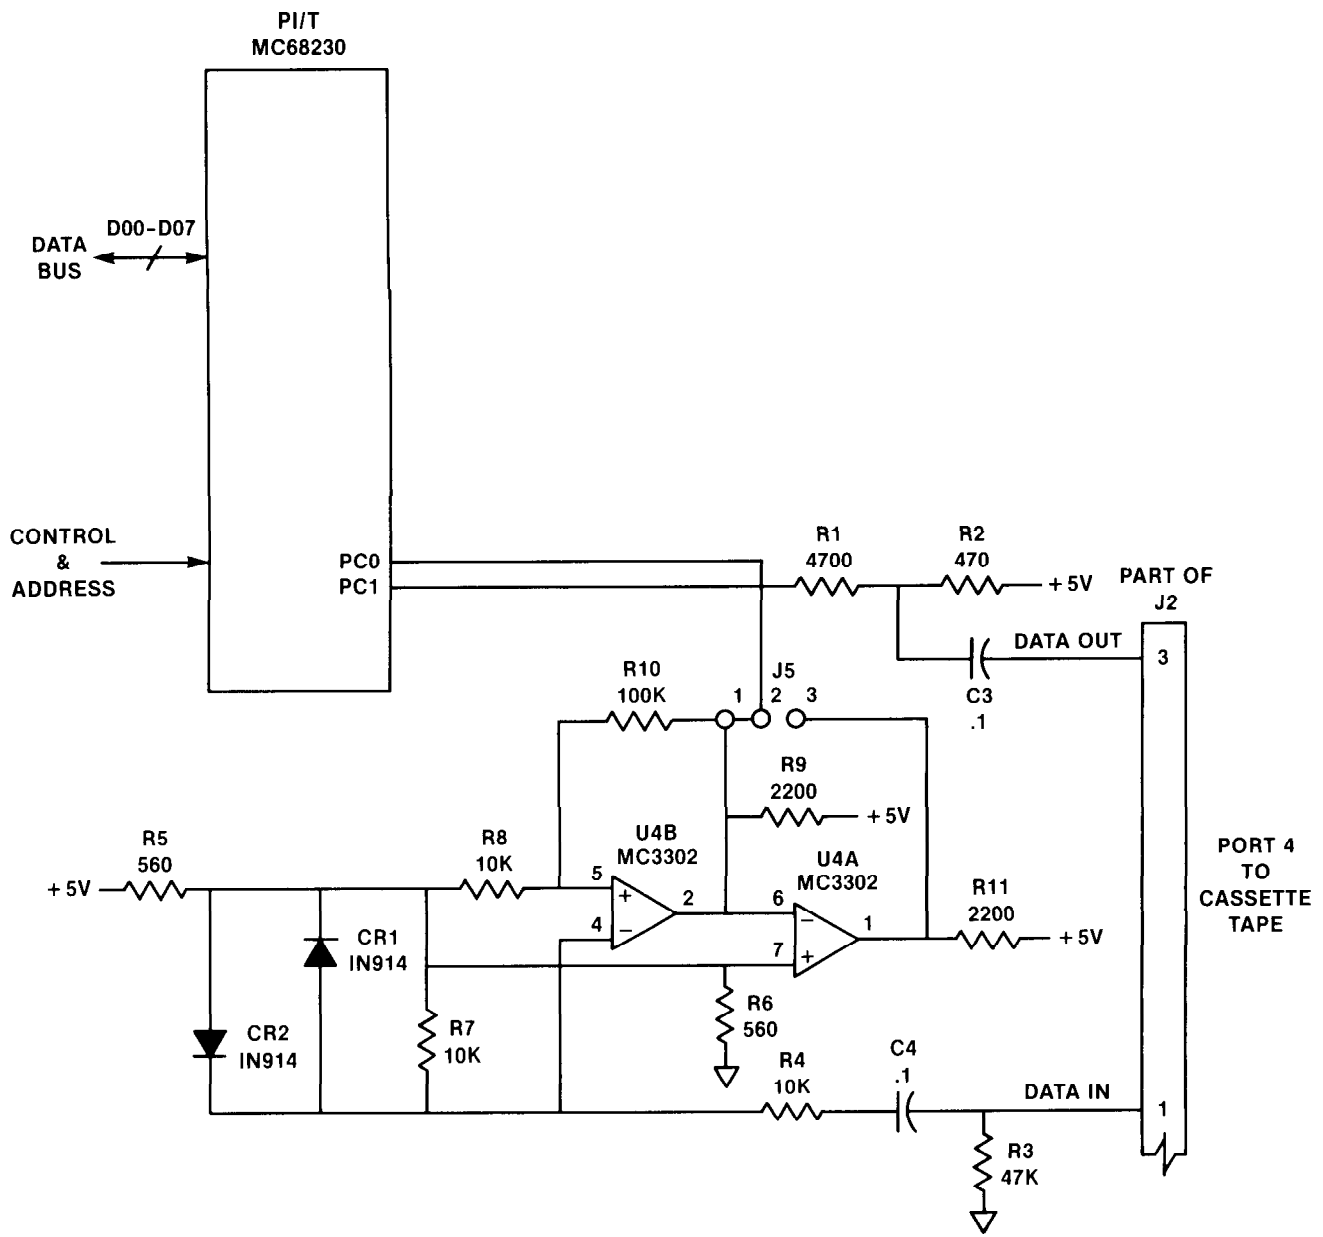 PI/T
MC68230
D00-D07
DATA
BUS
CONTROL
&
ADDRESS
PC0
PC1
R1
4700
R2
470
+5V
PART OF
J2
DATA OUT
3
C3
.1
R10
100K
J5
1
2
3
R9
2200
+5V
R5
560
+5V
R8
10K
U4B
MC3302
5
+
4
−
2
U4A
MC3302
6
−
7
+
1
R11
2200
+5V
PORT 4
TO
CASSETTE
TAPE
CR1
IN914
CR2
IN914
R7
10K
R6
560
R4
10K
C4
.1
DATA IN
1
R3
47K